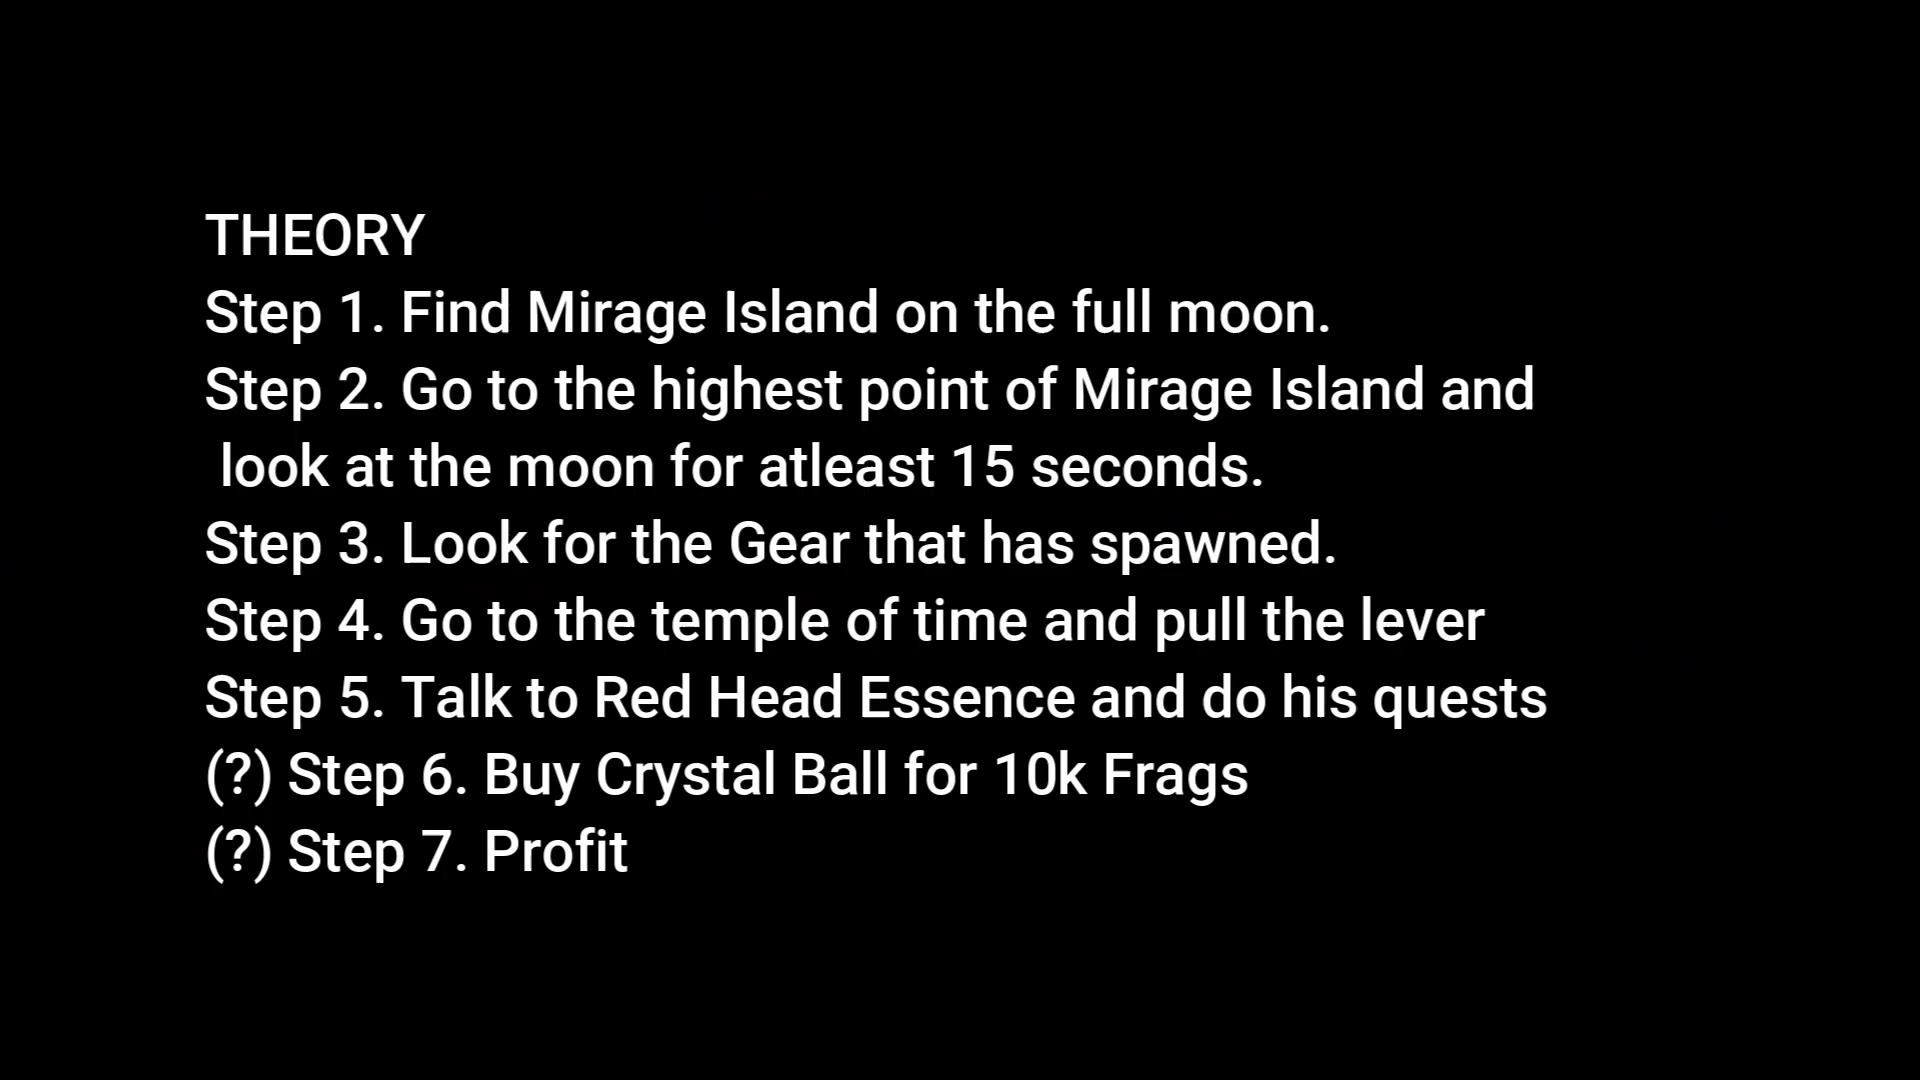 THEORY
Step 1. Find Mirage Island on the full moon.
Step 2. Go to the highest point of Mirage Island and
look at the moon for atleast 15 seconds.
Step 3. Look for the Gear that has spawned.
Step 4. Go to the temple of time and pull the lever
Step 5. Talk to Red Head Essence and do his quests
(?) Step 6. Buy Crystal Ball for 10k Frags
(?) Step 7. Profit